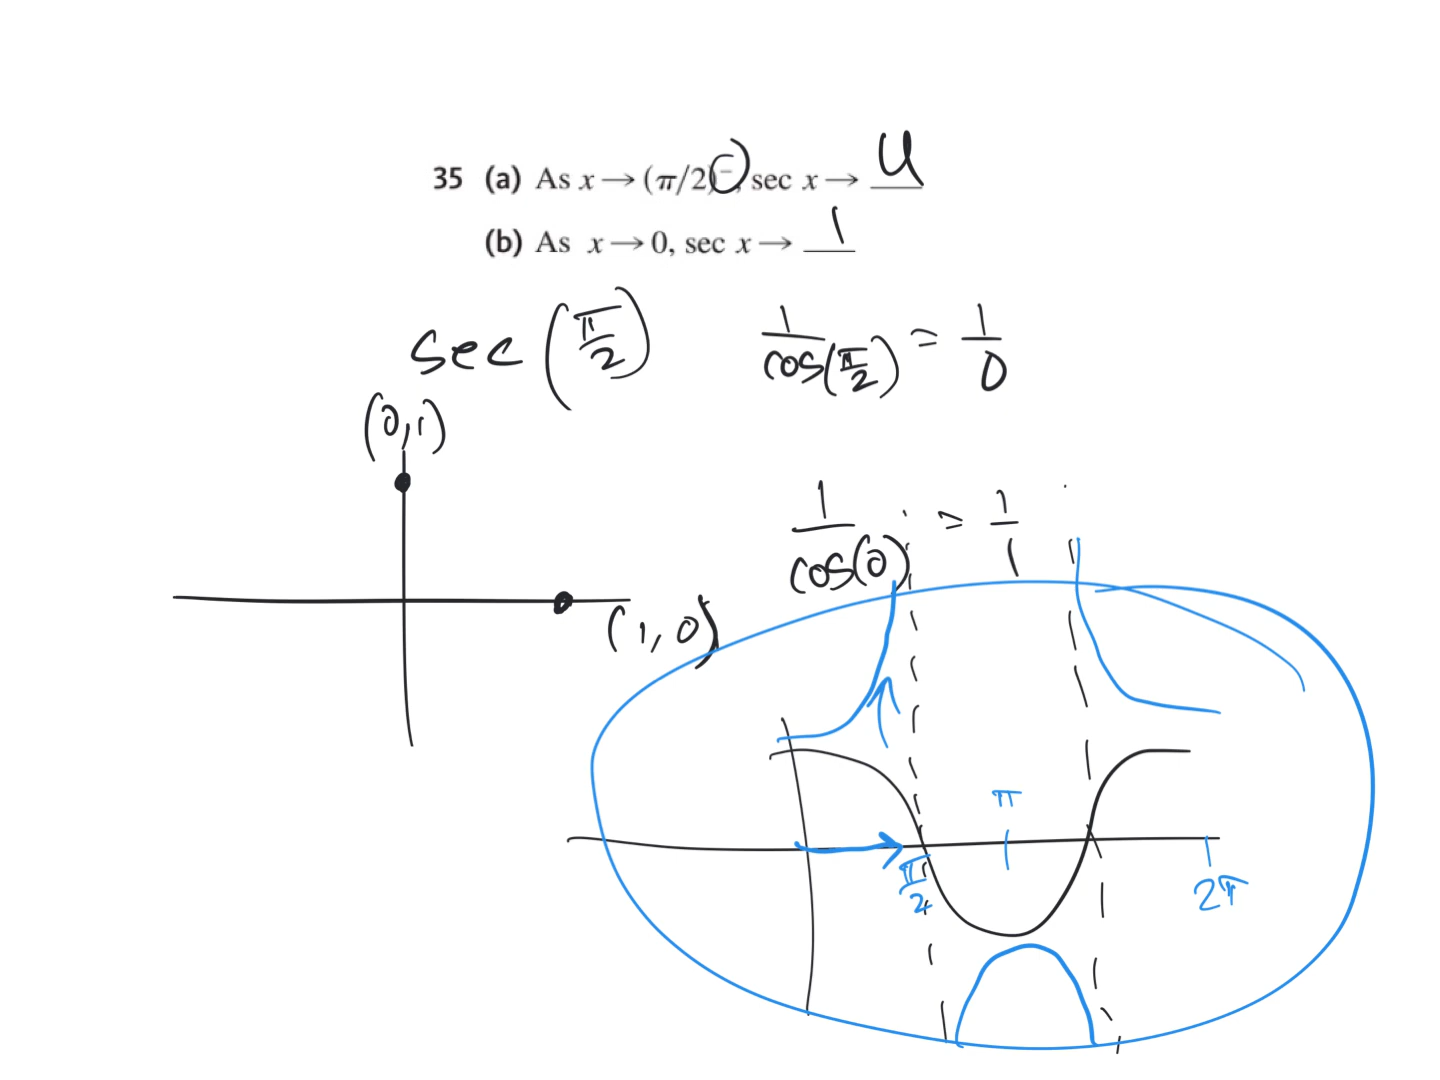 35 (a) As x → (π/2)⁻, sec x → U
(b) As x → 0, sec x → 1
sec (π/2) 1/cos(π/2) = 1/0
(0,1)
1/cos(0) = 1/1
(1,0)
π
π/2
2π